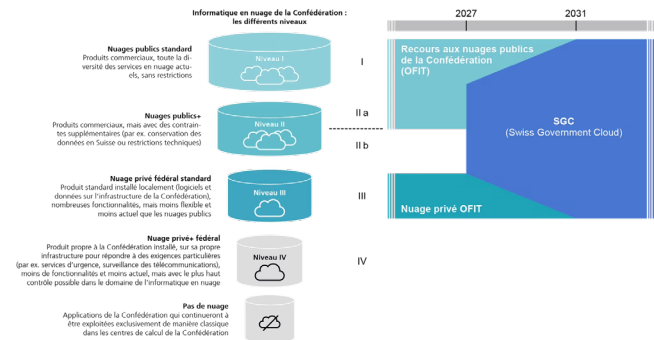 Informatique en nuage de la Confédération :
les différents niveaux
Nuages publics standard
Produits commerciaux, toute la di-
versité des services en nuage actu-
els, sans restrictions
Niveau I
Nuages publics+
Produits commerciaux, mais avec des contrain-
tes supplémentaires (par ex. conservation des
données en Suisse ou restrictions techniques)
Niveau II
Nuage privé fédéral standard
Produit standard installé localement (logiciels et
données sur l'infrastructure de la Confédération),
nombreuses fonctionnalités, mais moins flexible et
moins actuel que les nuages publics
Niveau III
Nuage privé+ fédéral
Produit propre à la Confédération installé, sur sa propre
infrastructure pour répondre à des exigences particulières
(par ex. services d'urgence, surveillance des télécommunications),
moins de fonctionnalités et moins actuel, mais avec le plus haut
contrôle possible dans le domaine de l'informatique en nuage
Niveau IV
Pas de nuage
Applications de la Confédération qui continueront à
être exploitées exclusivement de manière classique
dans les centres de calcul de la Confédération
I
II a
II b
III
IV
2027
2031
Recours aux nuages publics
de la Confédération
(OFIT)
SGC
(Swiss Government Cloud)
Nuage privé OFIT